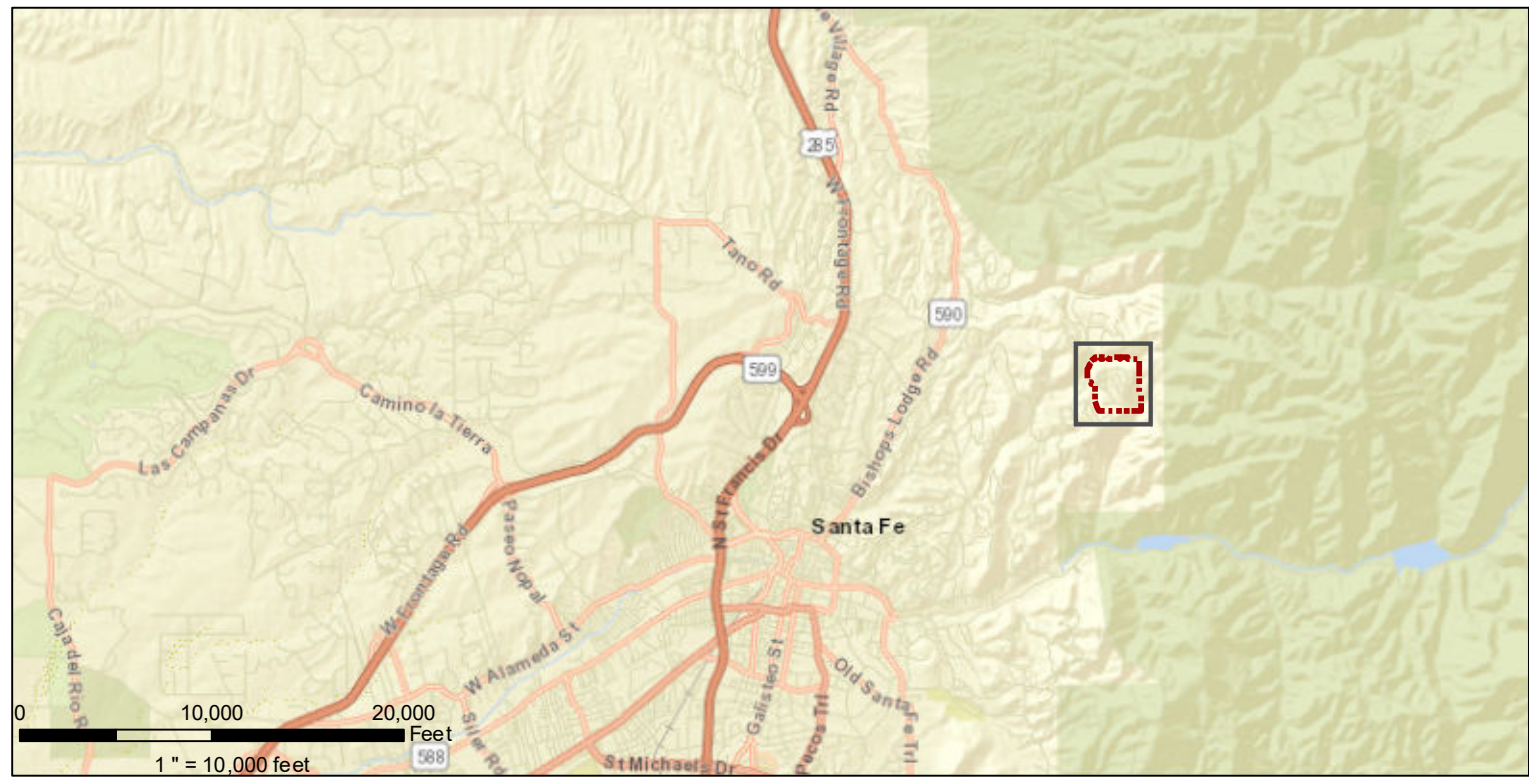 e Village Rd
285
W Frontage Rd
Tano Rd
590
599
Las Campanas Dr
Camino la Tierra
Bishops Lodge Rd
N St Francis Dr
Paseo Nopal
Santa Fe
W Frontage Rd
W Alameda St
Caja del Rio R
Galisteo St
Old Santa Fe Trl
Pecos Trl
Siler Rd
588
St Michaels Dr
0 10,000 20,000
Feet
1 " = 10,000 feet